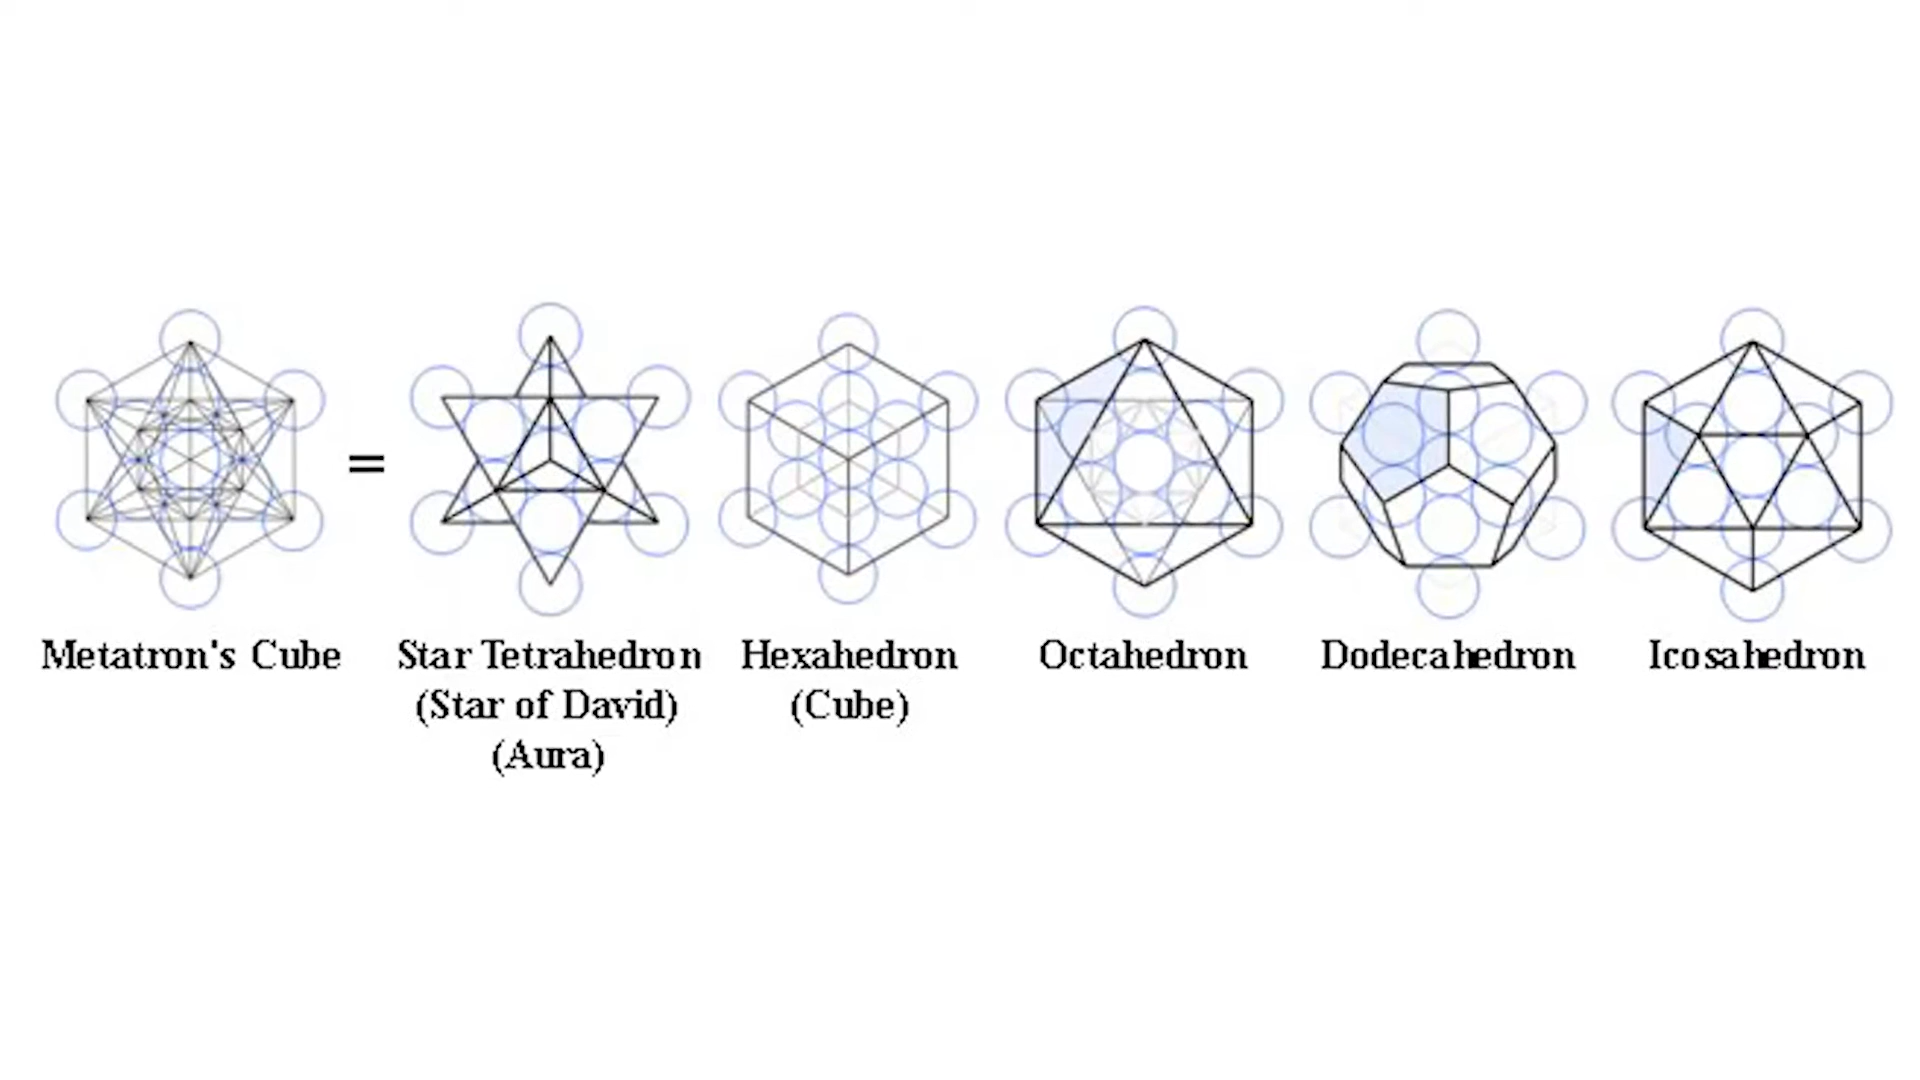 =
Metatron's Cube
Star Tetrahedron
(Star of David)
(Aura)
Hexahedron
(Cube)
Octahedron
Dodecahedron
Icosahedron